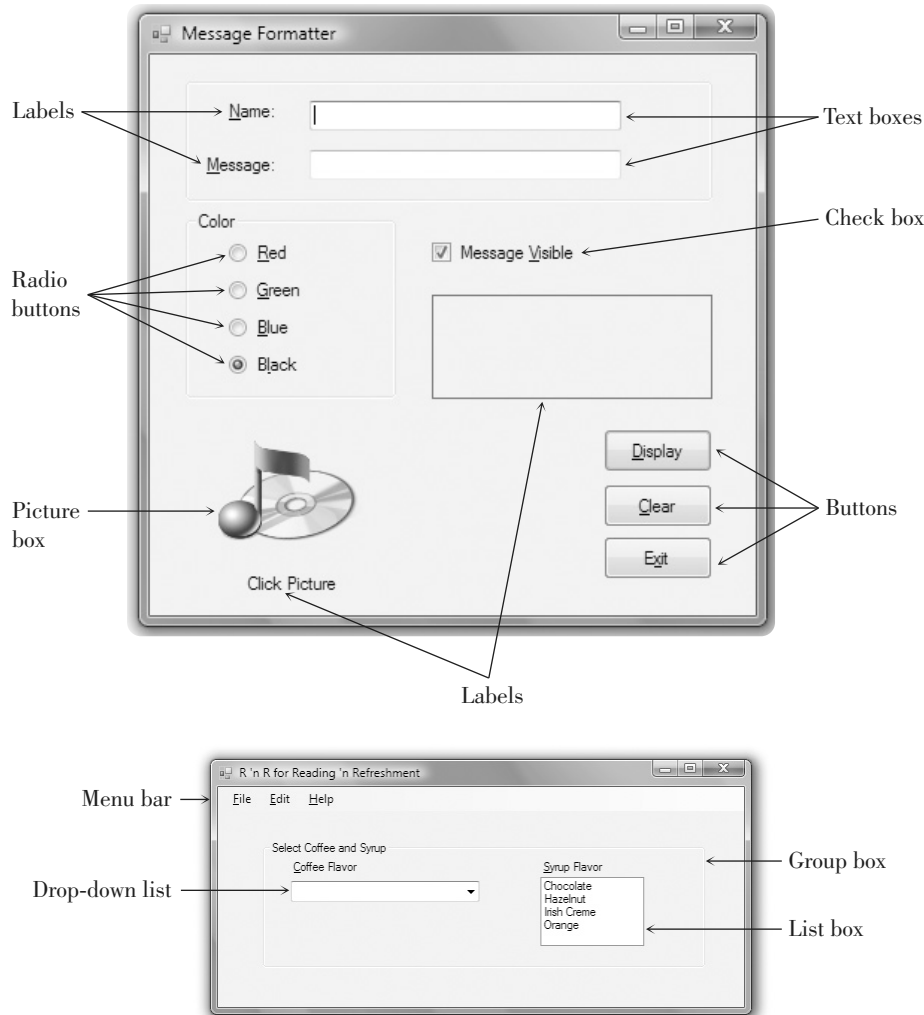 Message Formatter
Labels
Name:
Text boxes
Message:
Color
Check box
Red
Message Visible
Radio
buttons
Green
Blue
Black
Display
Picture
box
Clear
Buttons
Exit
Click Picture
Labels
R 'n R for Reading 'n Refreshment
Menu bar
File Edit Help
Select Coffee and Syrup
Group box
Coffee Flavor
Syrup Flavor
Drop-down list
Chocolate
Hazelnut
Irish Creme
Orange
List box